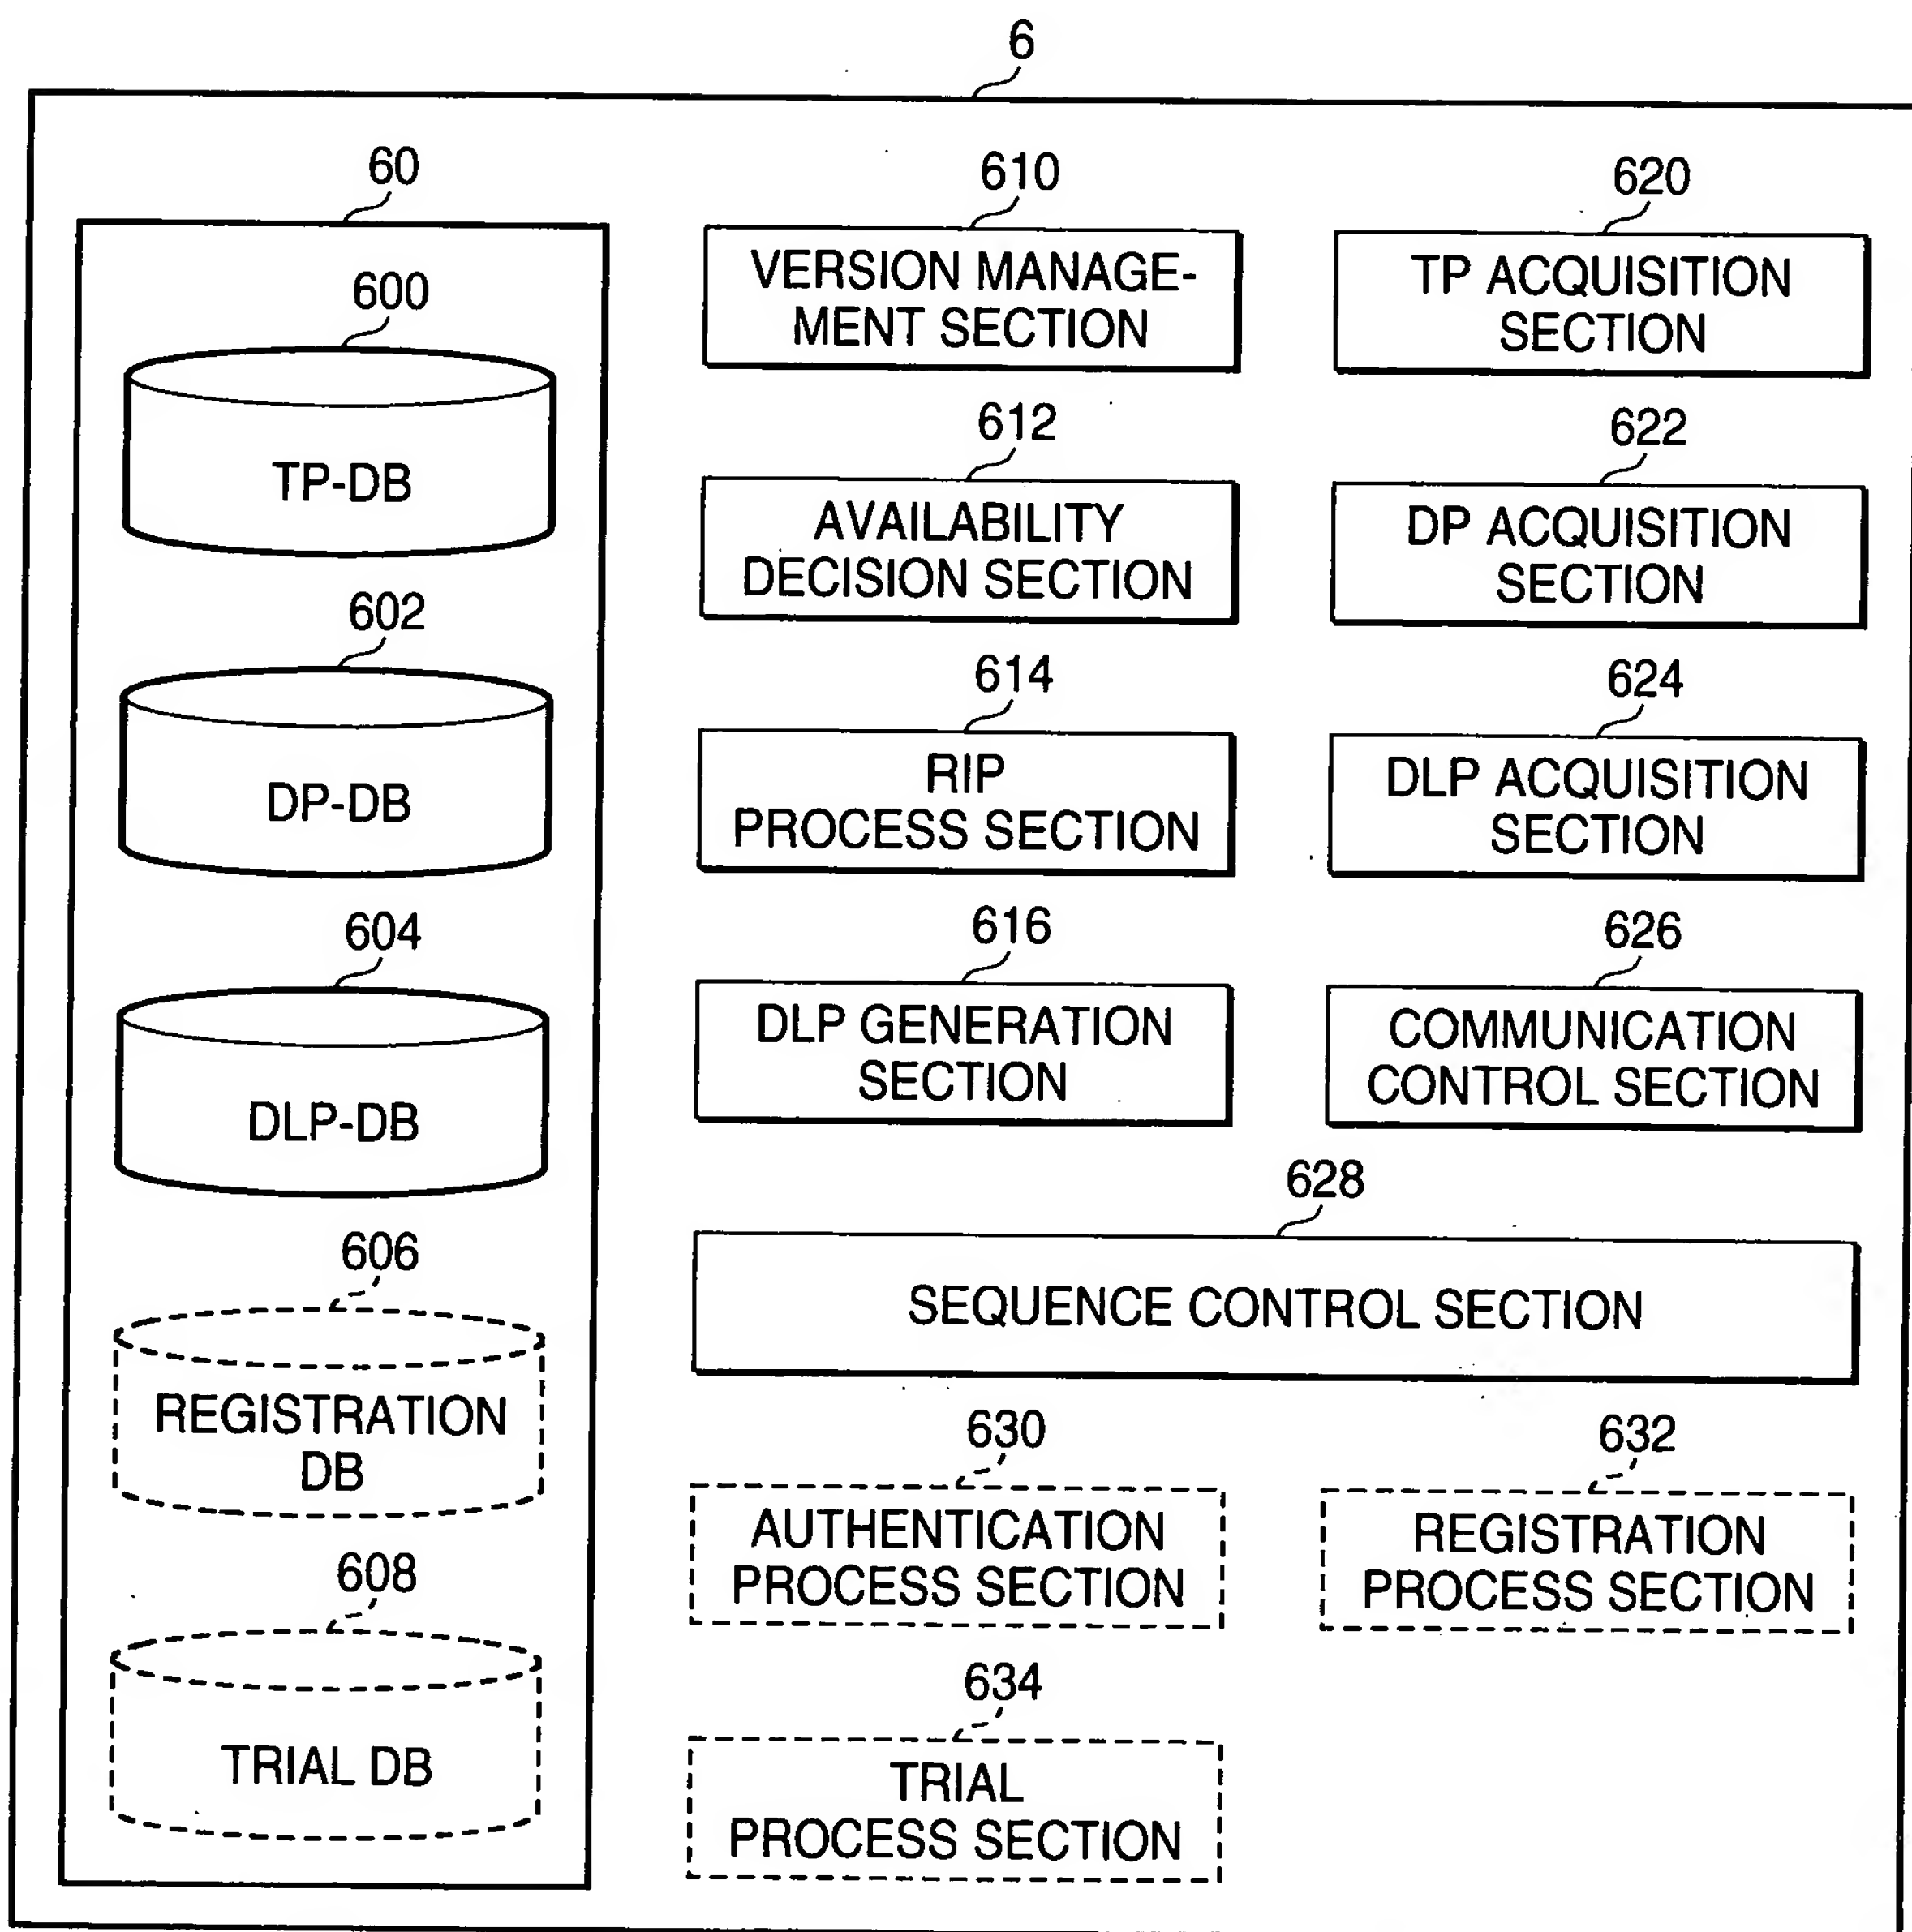 6
60
600
TP-DB
602
DP-DB
604
DLP-DB
606
REGISTRATION
DB
608
TRIAL DB
610
VERSION MANAGE-
MENT SECTION
620
TP ACQUISITION
SECTION
612
AVAILABILITY
DECISION SECTION
622
DP ACQUISITION
SECTION
614
RIP
PROCESS SECTION
624
DLP ACQUISITION
SECTION
616
DLP GENERATION
SECTION
626
COMMUNICATION
CONTROL SECTION
628
SEQUENCE CONTROL SECTION
630
AUTHENTICATION
PROCESS SECTION
632
REGISTRATION
PROCESS SECTION
634
TRIAL
PROCESS SECTION